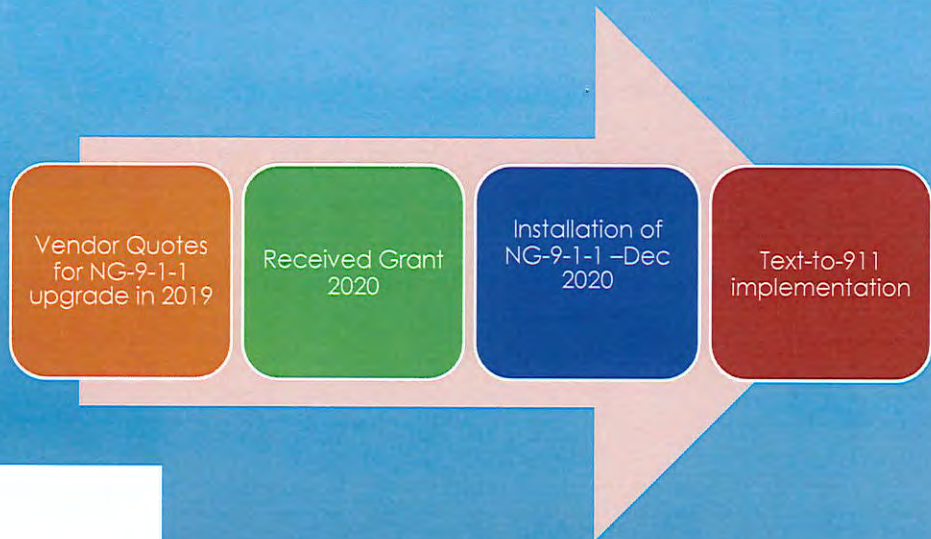 Vendor Quotes
for NG-9-1-1
upgrade in 2019
Received Grant
2020
Installation of
NG-9-1-1 –Dec
2020
Text-to-911
implementation